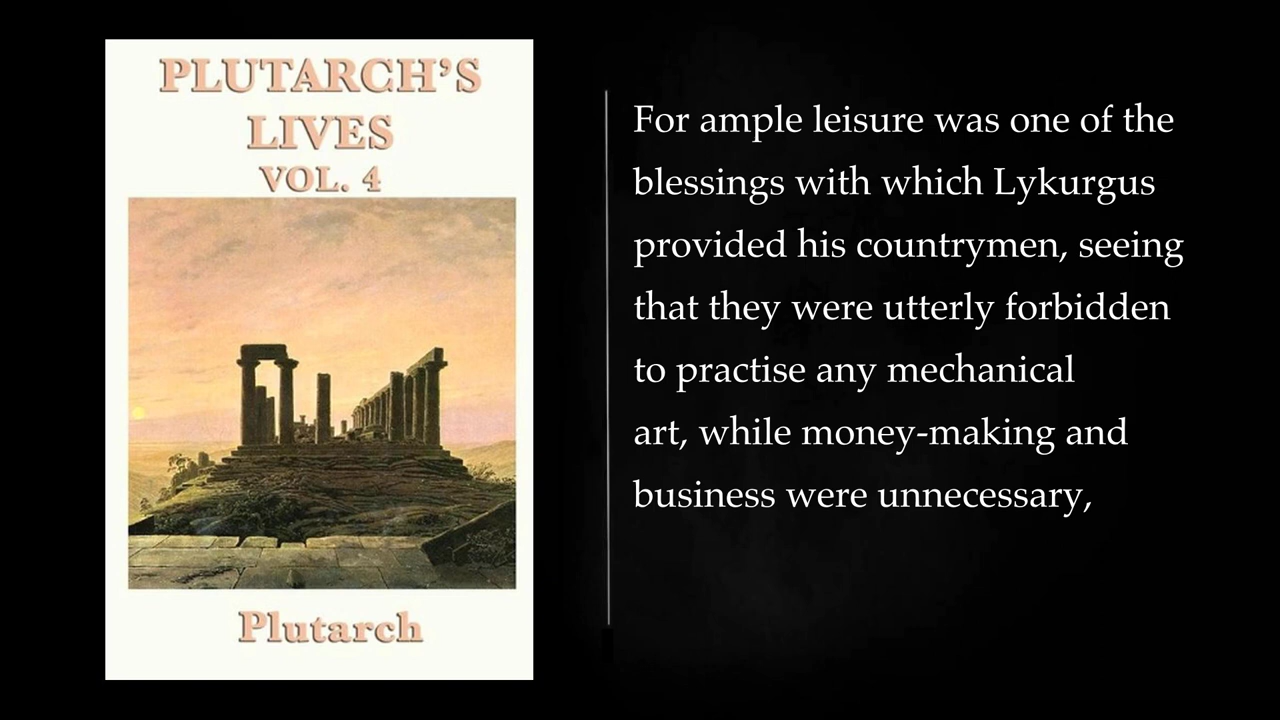 PLUTARCH'S
LIVES
VOL. 4
Plutarch
For ample leisure was one of the
blessings with which Lykurgus
provided his countrymen, seeing
that they were utterly forbidden
to practise any mechanical
art, while money-making and
business were unnecessary,